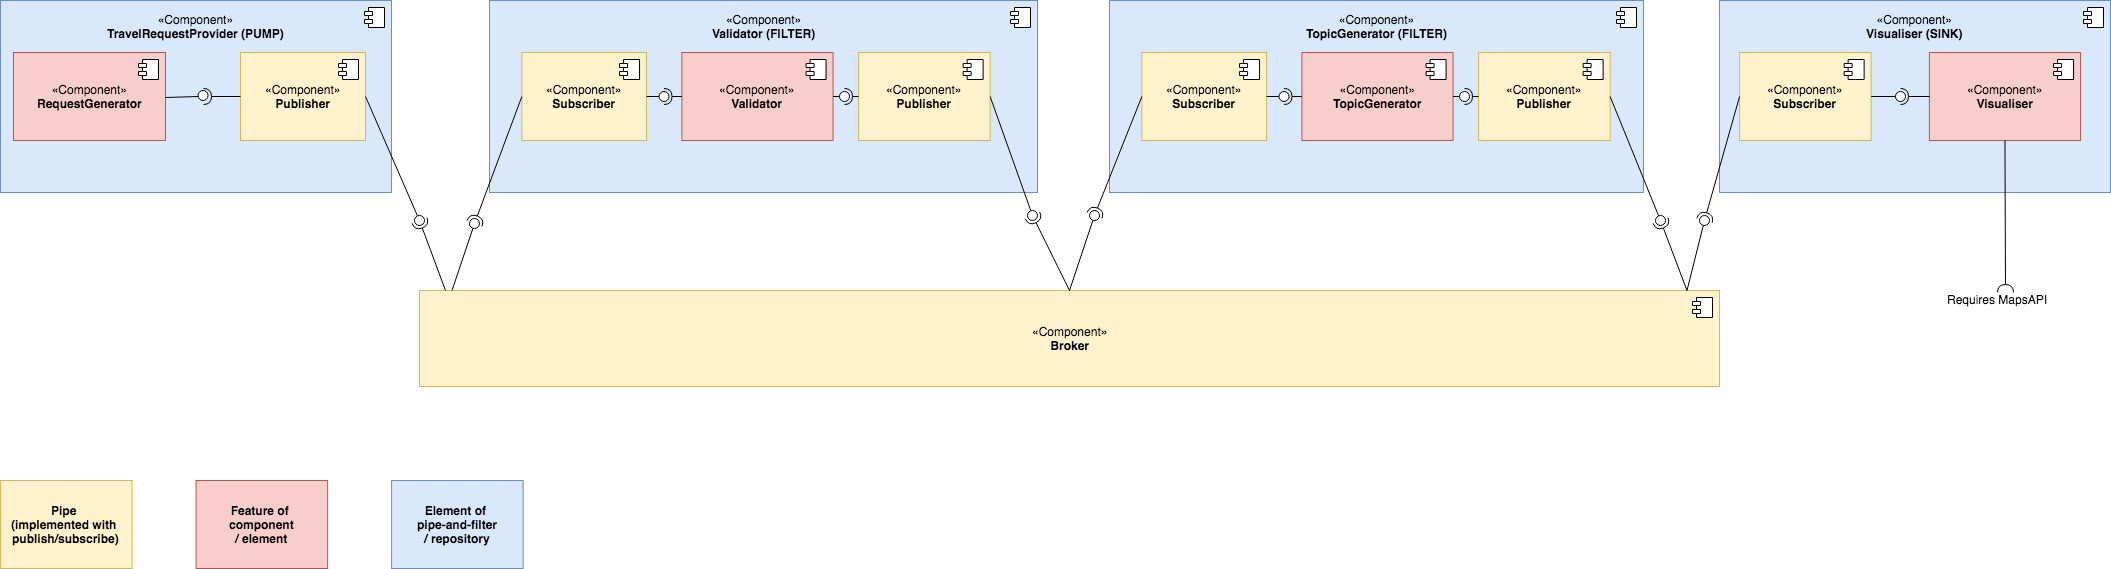 «Component»
TravelRequestProvider (PUMP)
«Component»
RequestGenerator
«Component»
Publisher
«Component»
Validator (FILTER)
«Component»
Subscriber
«Component»
Validator
«Component»
Publisher
«Component»
TopicGenerator (FILTER)
«Component»
Subscriber
«Component»
TopicGenerator
«Component»
Publisher
«Component»
Visualiser (SINK)
«Component»
Subscriber
«Component»
Visualiser
Requires MapsAPI
«Component»
Broker
Pipe
(implemented with
publish/subscribe)
Feature of
component
/ element
Element of
pipe-and-filter
/ repository